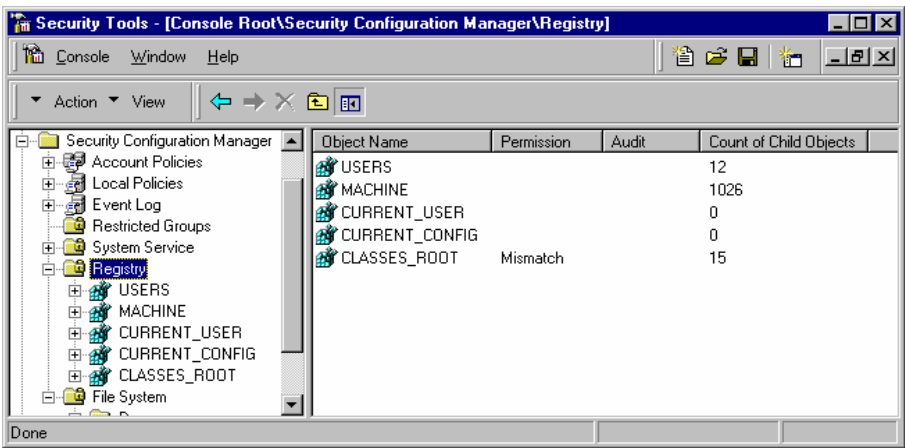 Security Tools - [Console Root\Security Configuration Manager\Registry]
Console Window Help
Action View
Security Configuration Manager
Account Policies
Local Policies
Event Log
Restricted Groups
System Service
Registry
USERS
MACHINE
CURRENT_USER
CURRENT_CONFIG
CLASSES_ROOT
File System
Object Name Permission Audit Count of Child Objects
USERS 12
MACHINE 1026
CURRENT_USER 0
CURRENT_CONFIG 0
CLASSES_ROOT Mismatch 15
Done